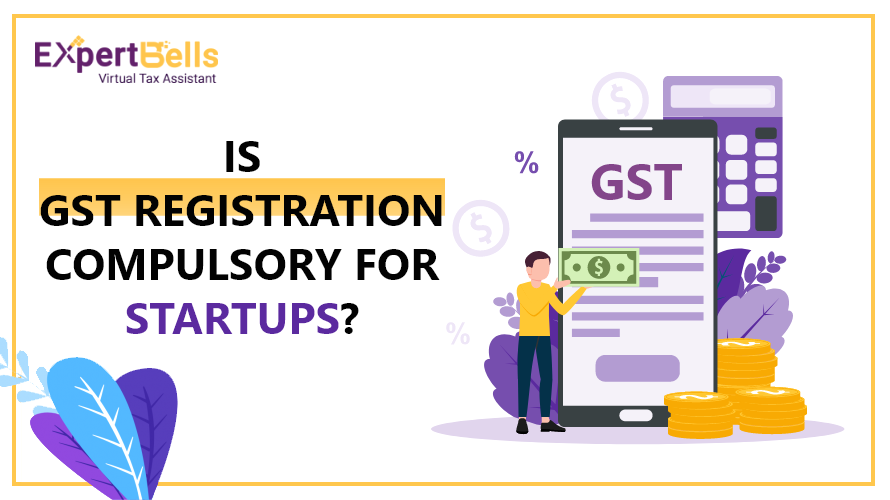 ExpertBells
Virtual Tax Assistant
IS
GST REGISTRATION
COMPULSORY FOR
STARTUPS?
%
GST
$
$
$
%